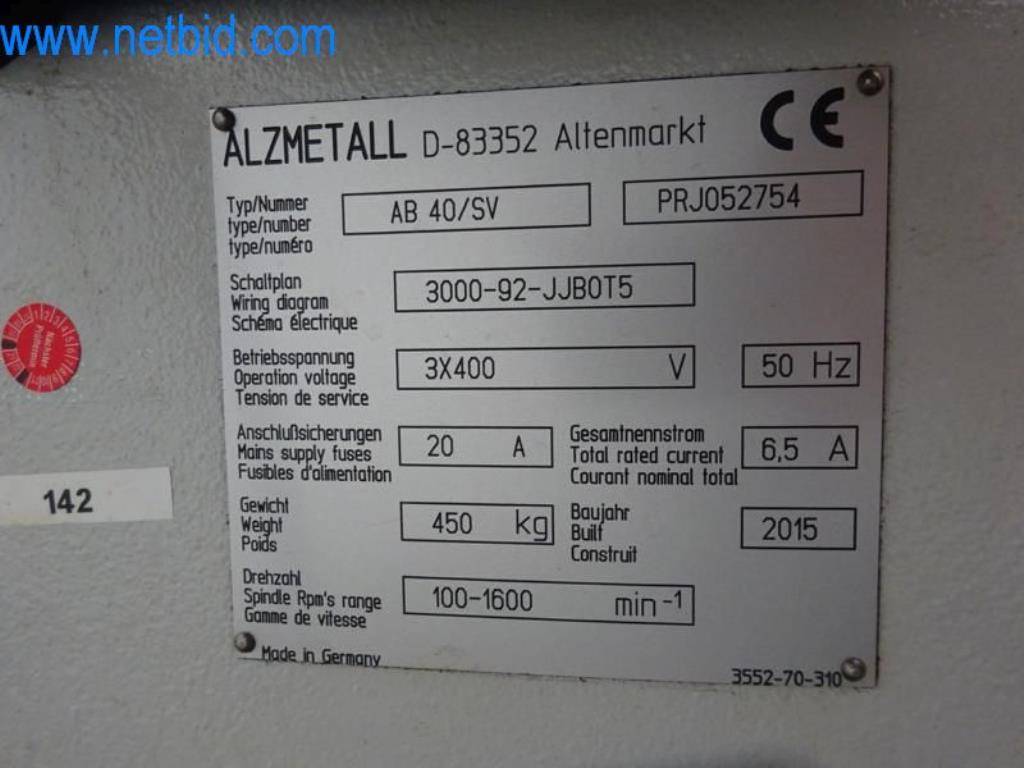 www.netbid.com
ALZMETALL D-83352 Altenmarkt CE
Typ/Nummer
type/number
type/numéro
AB 40/SV PRJ052754
Schaltplan
Wiring diagram
Schéma électrique
3000-92-JJB0T5
Betriebsspannung
Operation voltage
Tension de service
3X400 V 50 Hz
Anschlußsicherungen
Mains supply fuses
Fusibles d'alimentation
20 A
Gesamtnennstrom
Total rated current
Courant nominal total
6,5 A
Gewicht
Weight
Poids
450 kg
Baujahr
Built
Construit
2015
Drehzahl
Spindle Rpm's range
Gamme de vitesse
100-1600 min-1
Made in Germany
3552-70-310
142